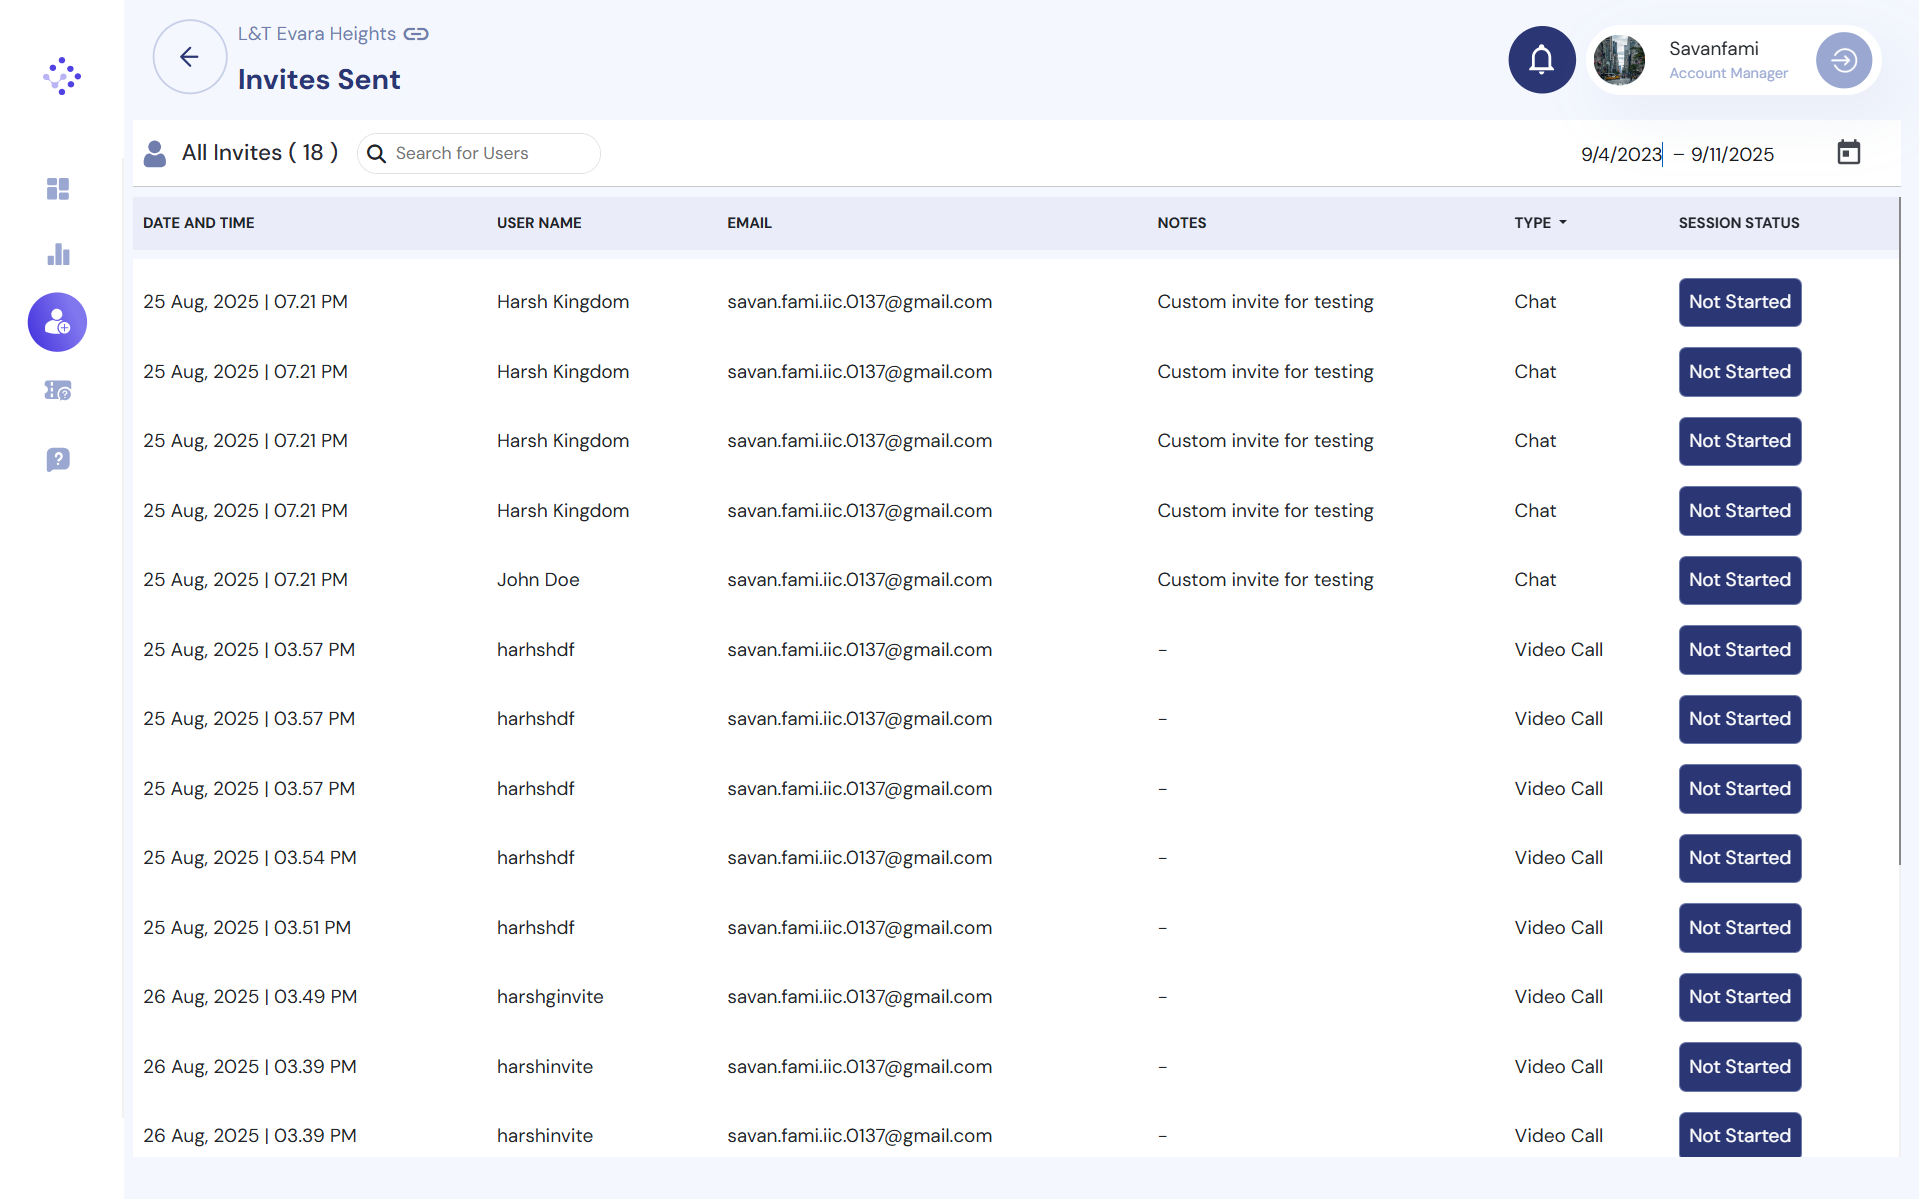 L&T Evara Heights
Invites Sent
Savanfami
Account Manager
All Invites ( 18 )
Search for Users
9/4/2023 – 9/11/2025
DATE AND TIME USER NAME EMAIL NOTES TYPE SESSION STATUS
25 Aug, 2025 | 07.21 PM Harsh Kingdom savan.fami.iic.0137@gmail.com Custom invite for testing Chat Not Started
25 Aug, 2025 | 07.21 PM Harsh Kingdom savan.fami.iic.0137@gmail.com Custom invite for testing Chat Not Started
25 Aug, 2025 | 07.21 PM Harsh Kingdom savan.fami.iic.0137@gmail.com Custom invite for testing Chat Not Started
25 Aug, 2025 | 07.21 PM Harsh Kingdom savan.fami.iic.0137@gmail.com Custom invite for testing Chat Not Started
25 Aug, 2025 | 07.21 PM John Doe savan.fami.iic.0137@gmail.com Custom invite for testing Chat Not Started
25 Aug, 2025 | 03.57 PM harhshdf savan.fami.iic.0137@gmail.com - Video Call Not Started
25 Aug, 2025 | 03.57 PM harhshdf savan.fami.iic.0137@gmail.com - Video Call Not Started
25 Aug, 2025 | 03.57 PM harhshdf savan.fami.iic.0137@gmail.com - Video Call Not Started
25 Aug, 2025 | 03.54 PM harhshdf savan.fami.iic.0137@gmail.com - Video Call Not Started
25 Aug, 2025 | 03.51 PM harhshdf savan.fami.iic.0137@gmail.com - Video Call Not Started
26 Aug, 2025 | 03.49 PM harshginvite savan.fami.iic.0137@gmail.com - Video Call Not Started
26 Aug, 2025 | 03.39 PM harshinvite savan.fami.iic.0137@gmail.com - Video Call Not Started
26 Aug, 2025 | 03.39 PM harshinvite savan.fami.iic.0137@gmail.com - Video Call Not Started